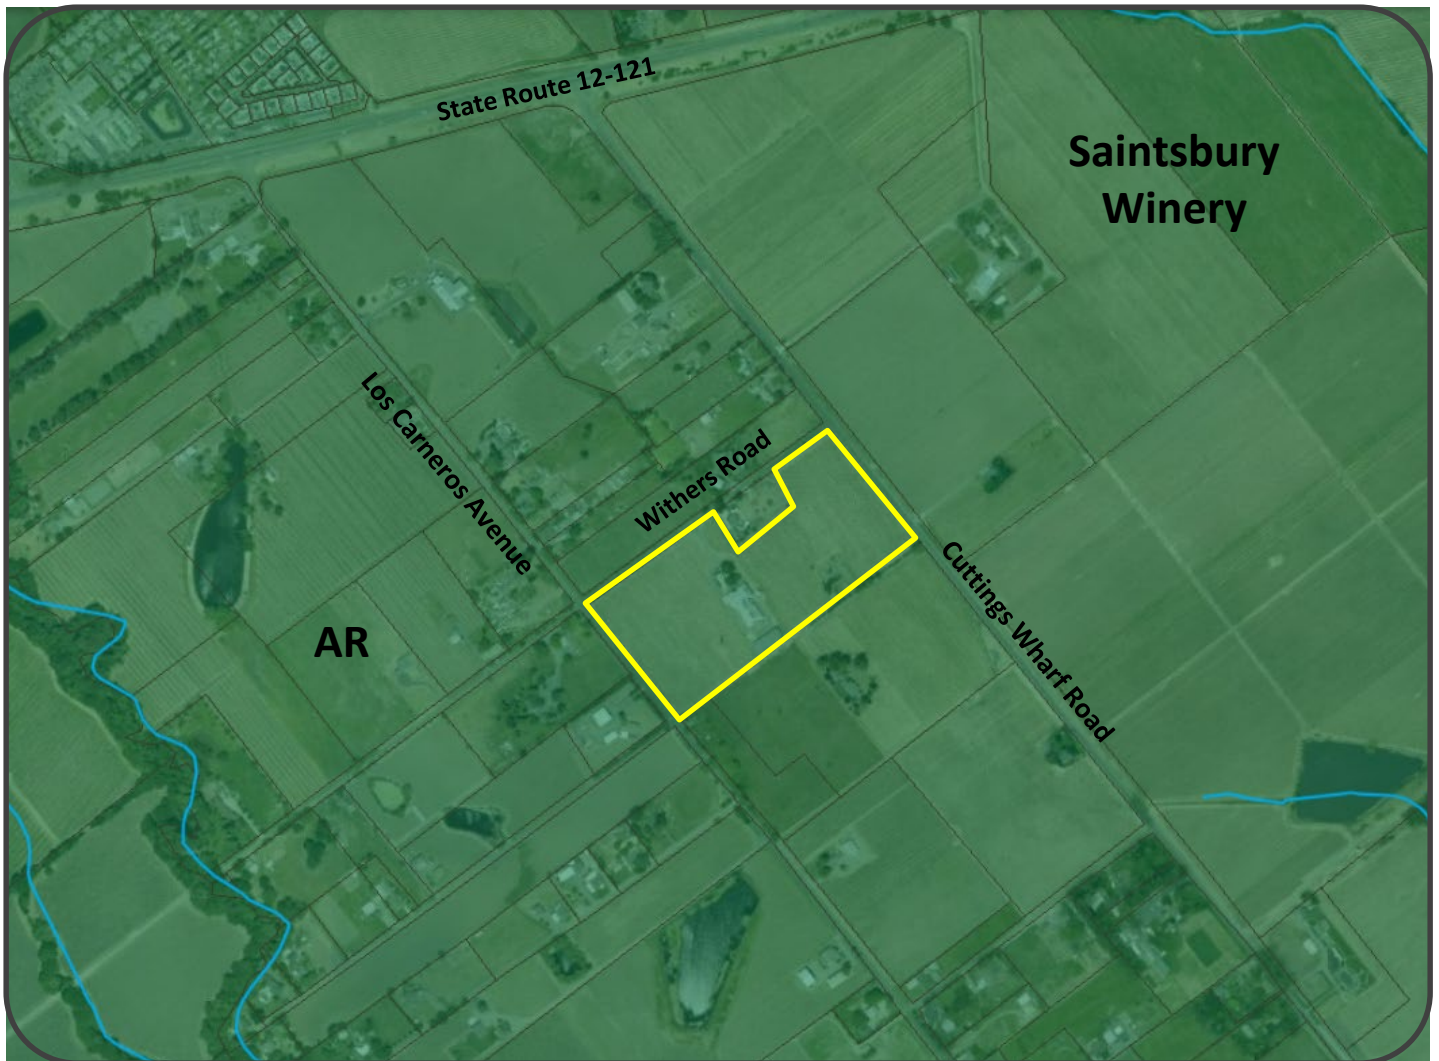 State Route 12-121
Saintsbury
Winery
Los Carneros Avenue
Withers Road
Cuttings Wharf Road
AR